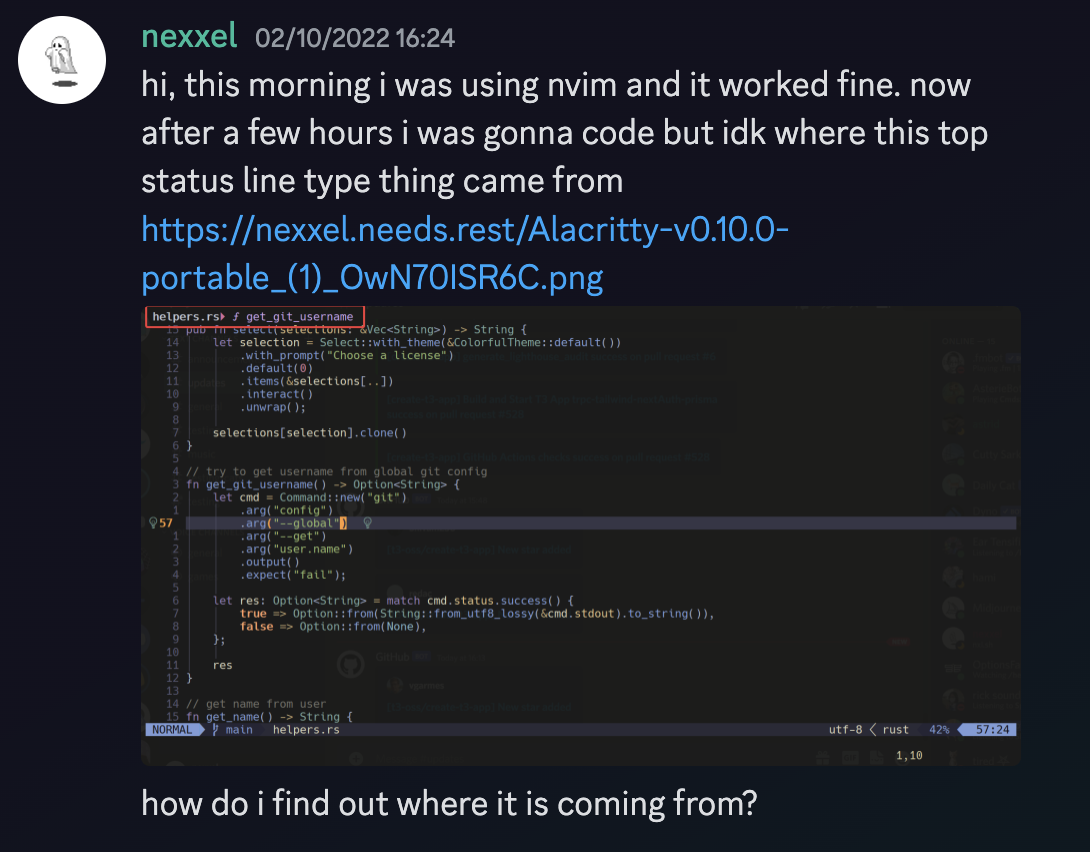 nexxel 02/10/2022 16:24
hi, this morning i was using nvim and it worked fine. now
after a few hours i was gonna code but idk where this top
status line type thing came from
https://nexxel.needs.rest/Alacritty-v0.10.0-
portable_(1)_OwN70ISR6C.png
helpers.rs get_git_username
15 pub fn select(selections: &Vec<String>) -> String {
14 let selection = Select::with_theme(&ColorfulTheme::default())
13 .with_prompt("Choose a license")
12 .default(0)
11 .items(&selections[..])
10 .interact()
9 .unwrap();
8
7 selections[selection].clone()
6 }
5
4 // try to get username from global git config
3 fn get_git_username() -> Option<String> {
2 let cmd = Command::new("git")
1 .arg("config")
57 .arg("--global")
1 .arg("--get")
2 .arg("user.name")
3 .output()
4 .expect("fail");
5
6 let res: Option<String> = match cmd.status.success() {
7 true => Option::from(String::from_utf8_lossy(&cmd.stdout).to_string()),
8 false => Option::from(None),
9 };
10
11 res
12 }
13
14 // get name from user
15 fn get_name() -> String {
NORMAL main helpers.rs utf-8 < rust 42% 57:24
1,10
how do i find out where it is coming from?